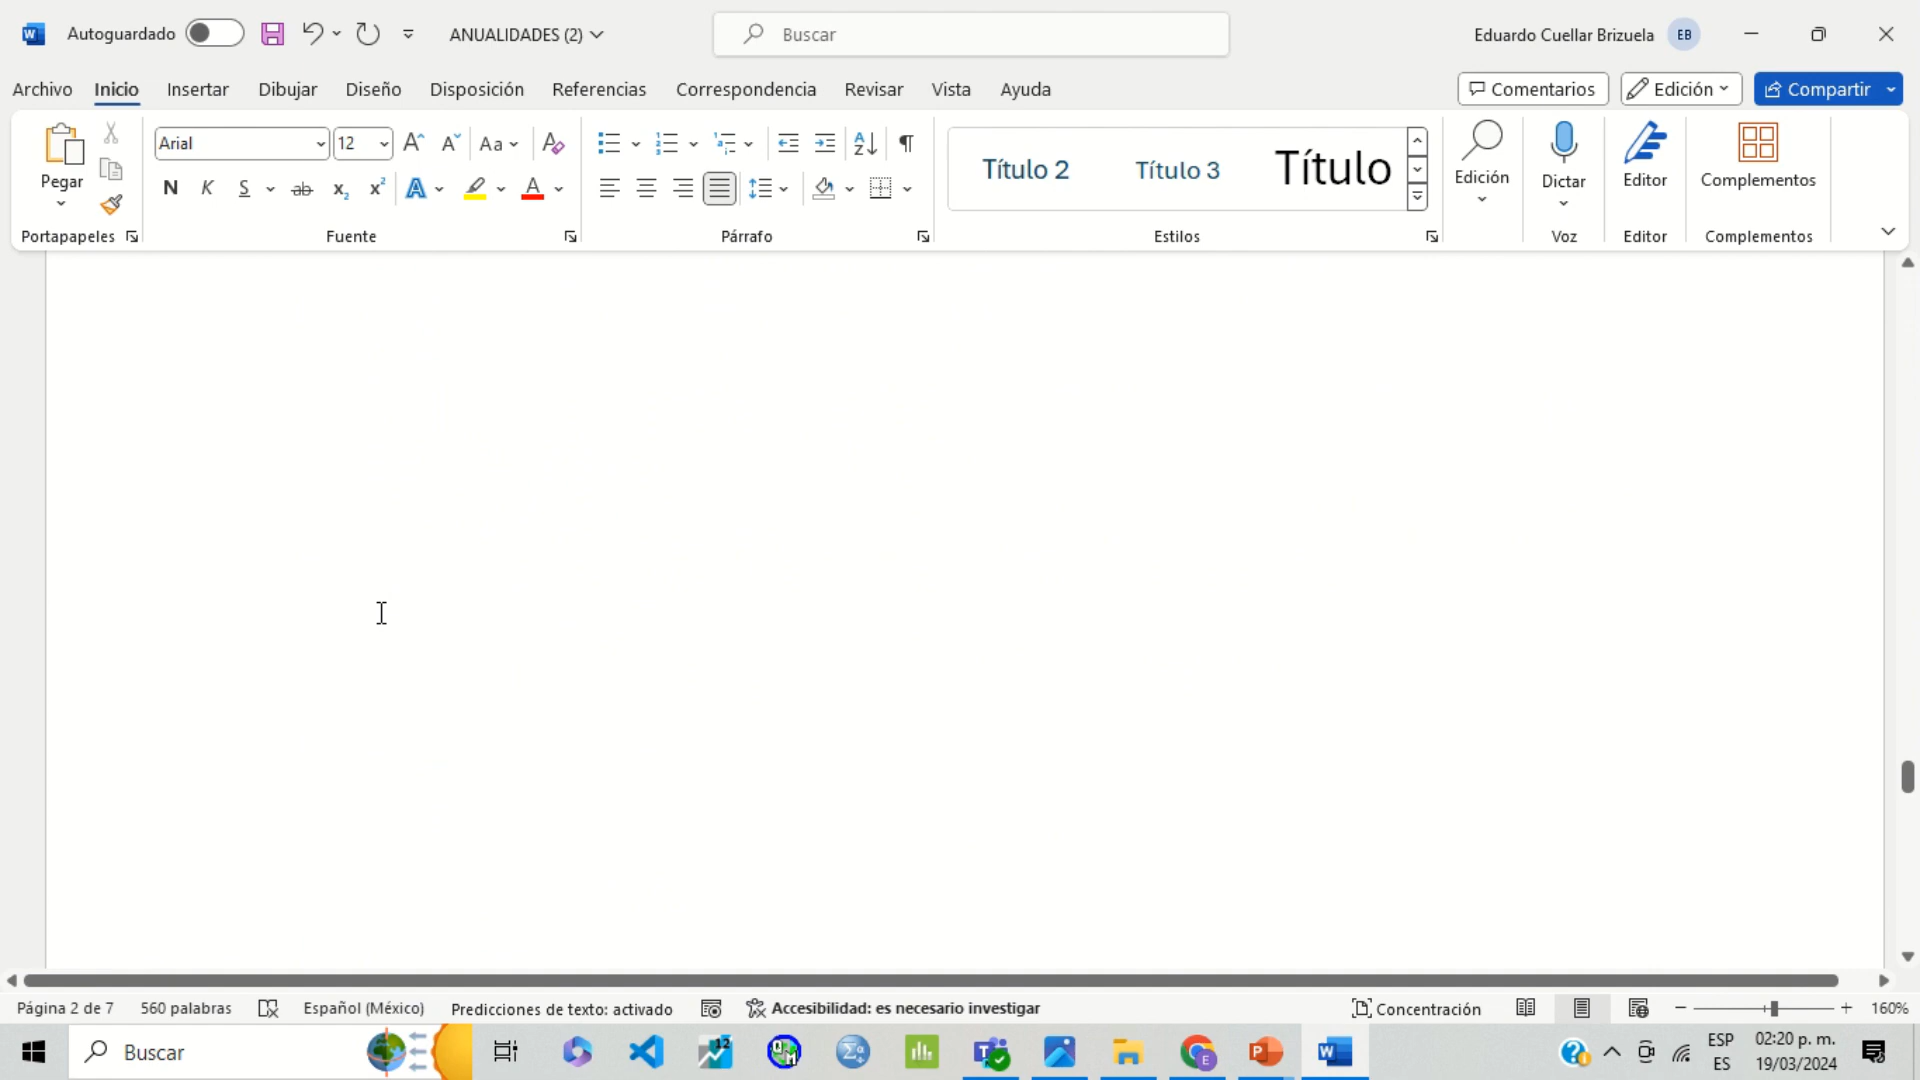 Autoguardado
ANUALIDADES (2)
Buscar
Eduardo Cuellar Brizuela
EB
Archivo Inicio Insertar Dibujar Diseño Disposición Referencias Correspondencia Revisar Vista Ayuda
Comentarios
Edición
Compartir
Pegar
Arial
12
Aa
N K S ab x₂ x² A A
Título 2
Título 3
Título
Edición
Dictar
Editor
Complementos
Portapapeles
Fuente
Párrafo
Estilos
Voz
Editor
Complementos
Página 2 de 7
560 palabras
Español (México)
Predicciones de texto: activado
Accesibilidad: es necesario investigar
Concentración
160%
Buscar
ESP
ES
02:20 p. m.
19/03/2024